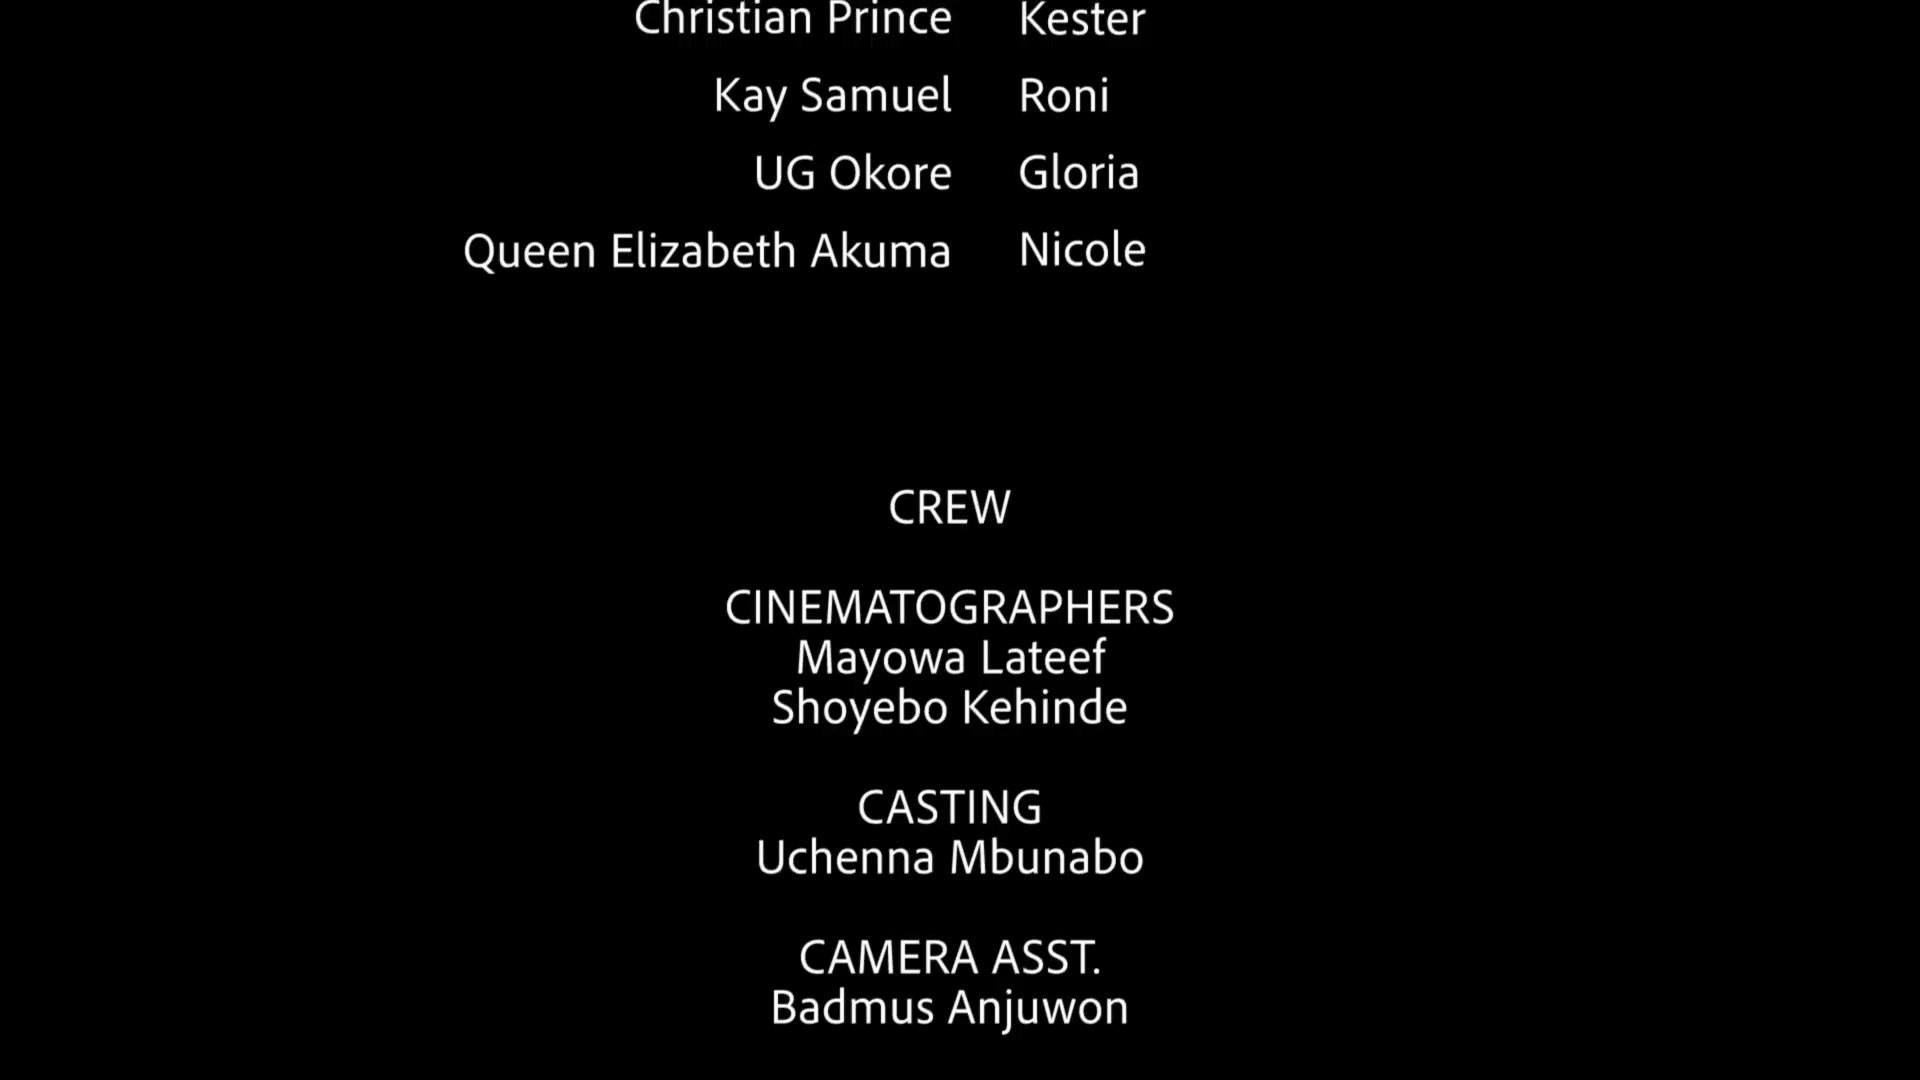 Christian Prince Kester
Kay Samuel Roni
UG Okore Gloria
Queen Elizabeth Akuma Nicole
CREW
CINEMATOGRAPHERS
Mayowa Lateef
Shoyebo Kehinde
CASTING
Uchenna Mbunabo
CAMERA ASST.
Badmus Anjuwon